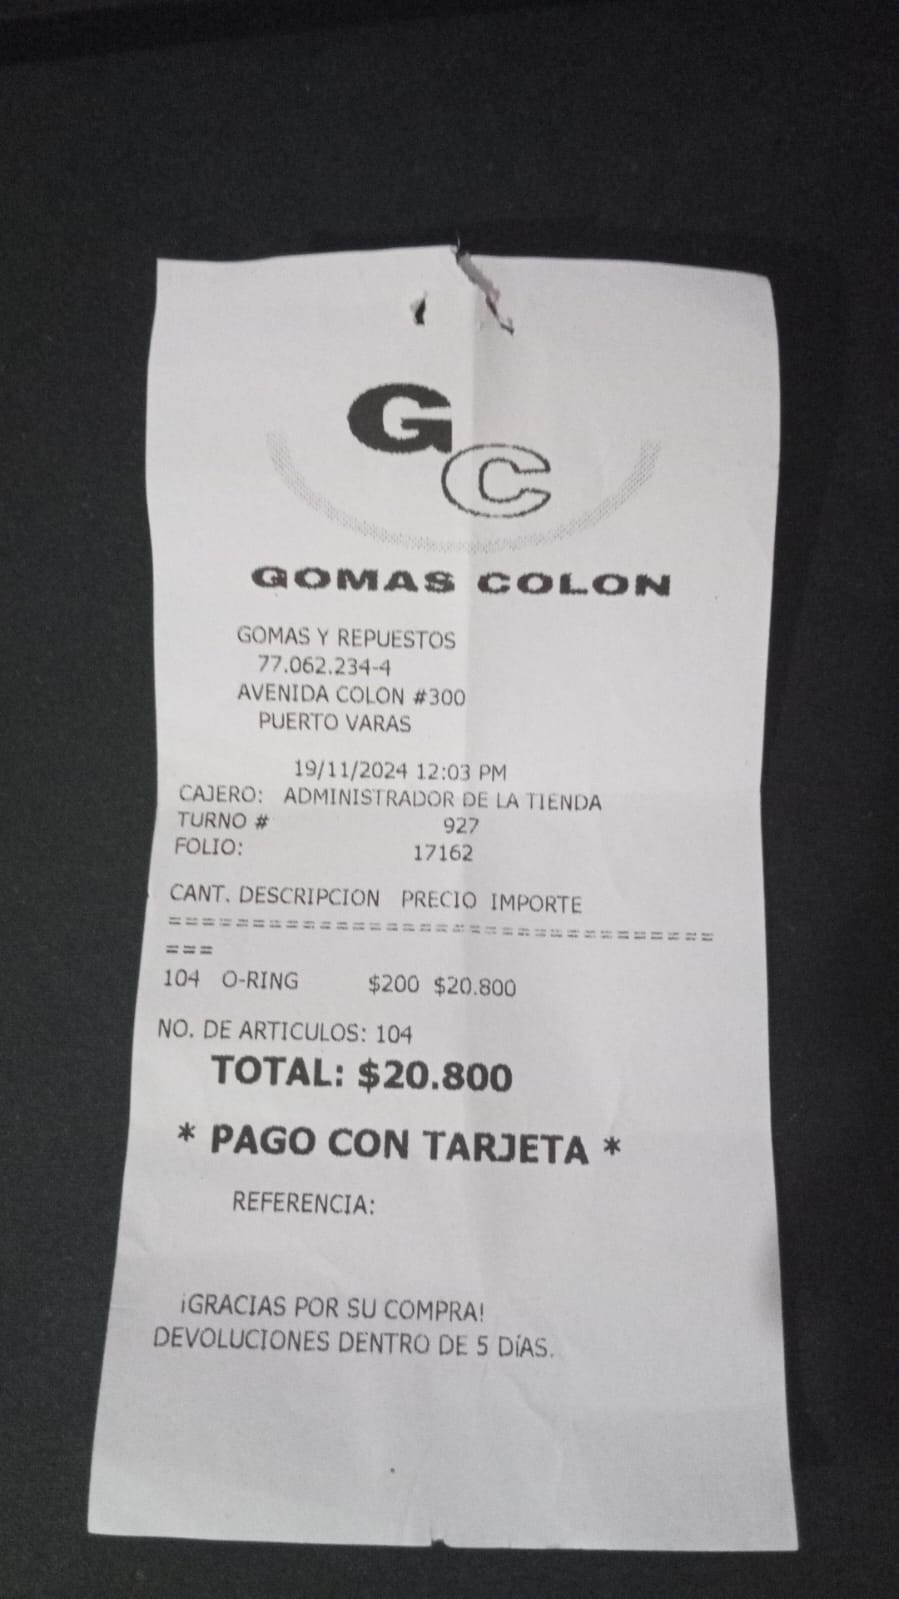 GC
GOMAS COLON
GOMAS Y REPUESTOS
77.062.234-4
AVENIDA COLON #300
PUERTO VARAS
19/11/2024 12:03 PM
CAJERO: ADMINISTRADOR DE LA TIENDA
TURNO # 927
FOLIO: 17162
CANT. DESCRIPCION PRECIO IMPORTE
=================================
===
104 O-RING $200 $20.800
NO. DE ARTICULOS: 104
TOTAL: $20.800
* PAGO CON TARJETA *
REFERENCIA:
¡GRACIAS POR SU COMPRA!
DEVOLUCIONES DENTRO DE 5 DíAS.